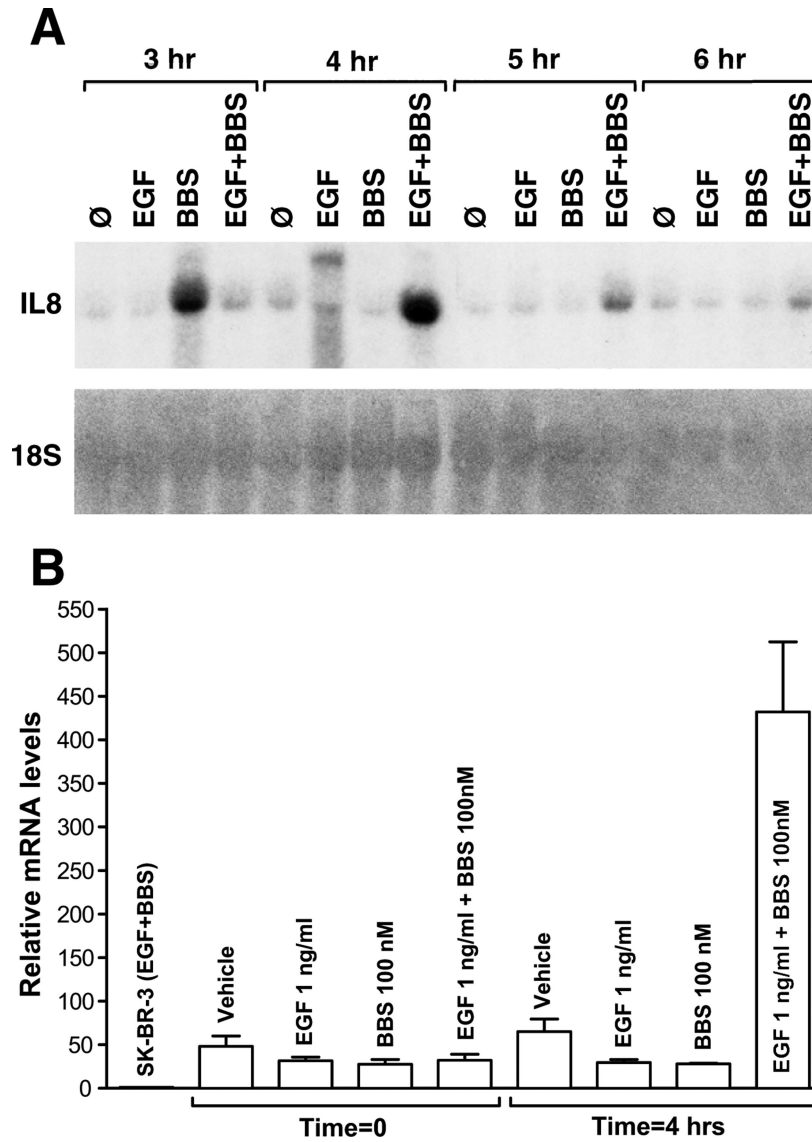 A
3 hr 4 hr 5 hr 6 hr
Ø EGF BBS EGF+BBS Ø EGF BBS EGF+BBS Ø EGF BBS EGF+BBS Ø EGF BBS EGF+BBS
IL8
18S
B
Relative mRNA levels
550
500
450
400
350
300
250
200
150
100
50
0
SK-BR-3 (EGF+BBS)
Vehicle
EGF 1 ng/ml
BBS 100 nM
EGF 1 ng/ml + BBS 100nM
Vehicle
EGF 1 ng/ml
BBS 100 nM
EGF 1 ng/ml + BBS 100nM
Time=0 Time=4 hrs